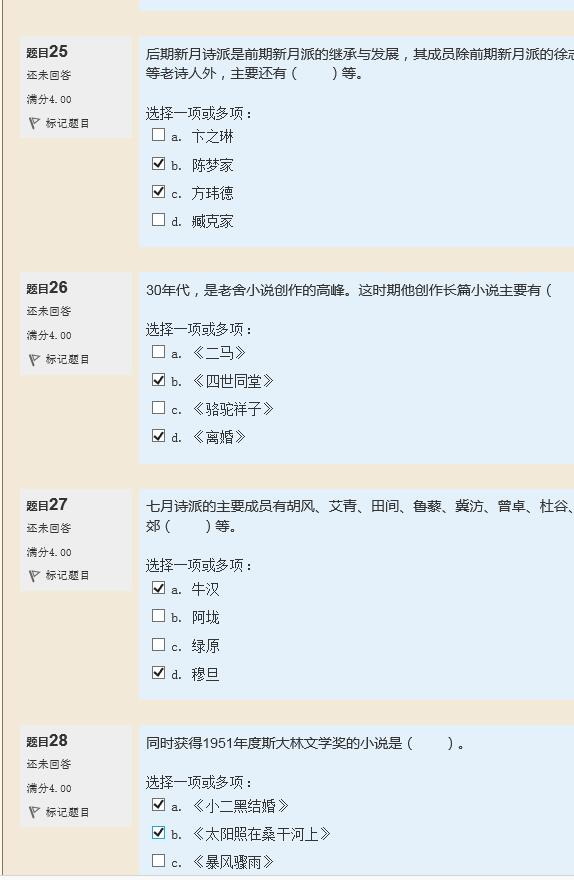 题目25
还未回答
满分4.00
标记题目
后期新月诗派是前期新月派的继承与发展，其成员除前期新月派的徐志
等老诗人外，主要还有（　　）等。
选择一项或多项：
a. 卞之琳
b. 陈梦家
c. 方玮德
d. 臧克家
题目26
还未回答
满分4.00
标记题目
30年代，是老舍小说创作的高峰。这时期他创作长篇小说主要有（
选择一项或多项：
a. 《二马》
b. 《四世同堂》
c. 《骆驼祥子》
d. 《离婚》
题目27
还未回答
满分4.00
标记题目
七月诗派的主要成员有胡风、艾青、田间、鲁藜、冀汸、曾卓、杜谷、
郊（　　）等。
选择一项或多项：
a. 牛汉
b. 阿垅
c. 绿原
d. 穆旦
题目28
还未回答
满分4.00
标记题目
同时获得1951年度斯大林文学奖的小说是（　　）。
选择一项或多项：
a. 《小二黑结婚》
b. 《太阳照在桑干河上》
c. 《暴风骤雨》